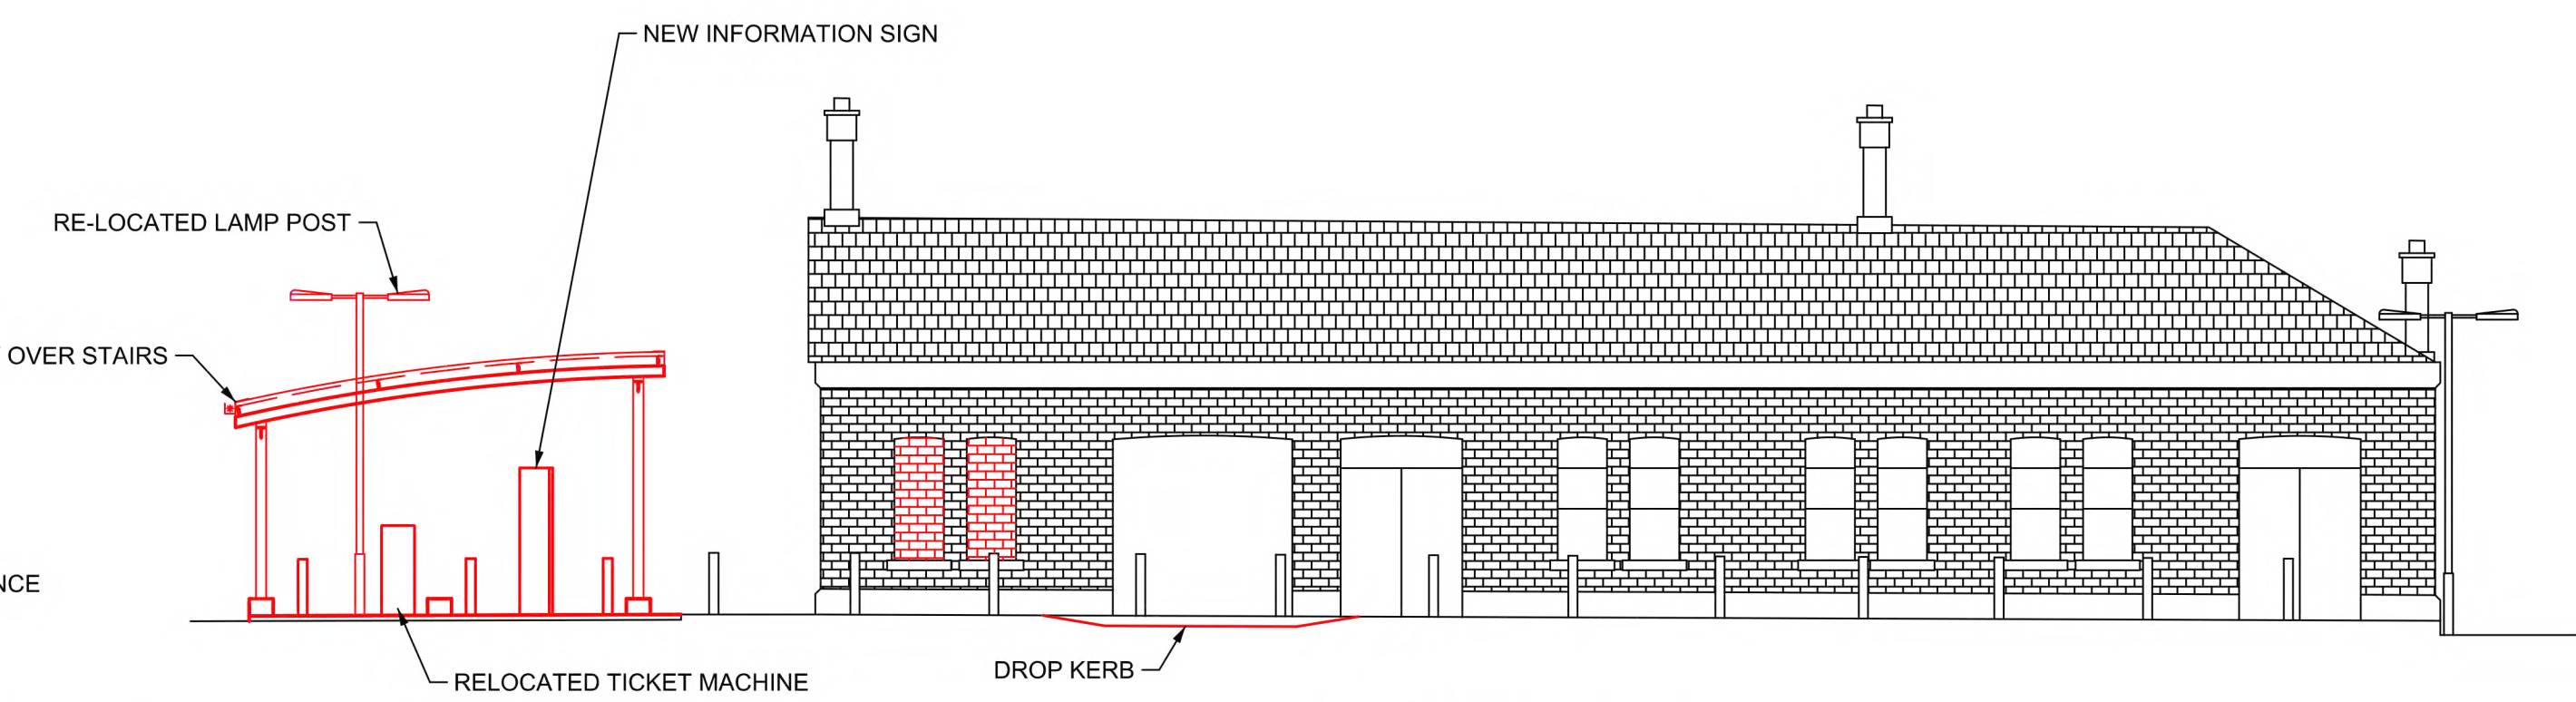 NEW INFORMATION SIGN
RE-LOCATED LAMP POST
OVER STAIRS
NCE
RELOCATED TICKET MACHINE
DROP KERB